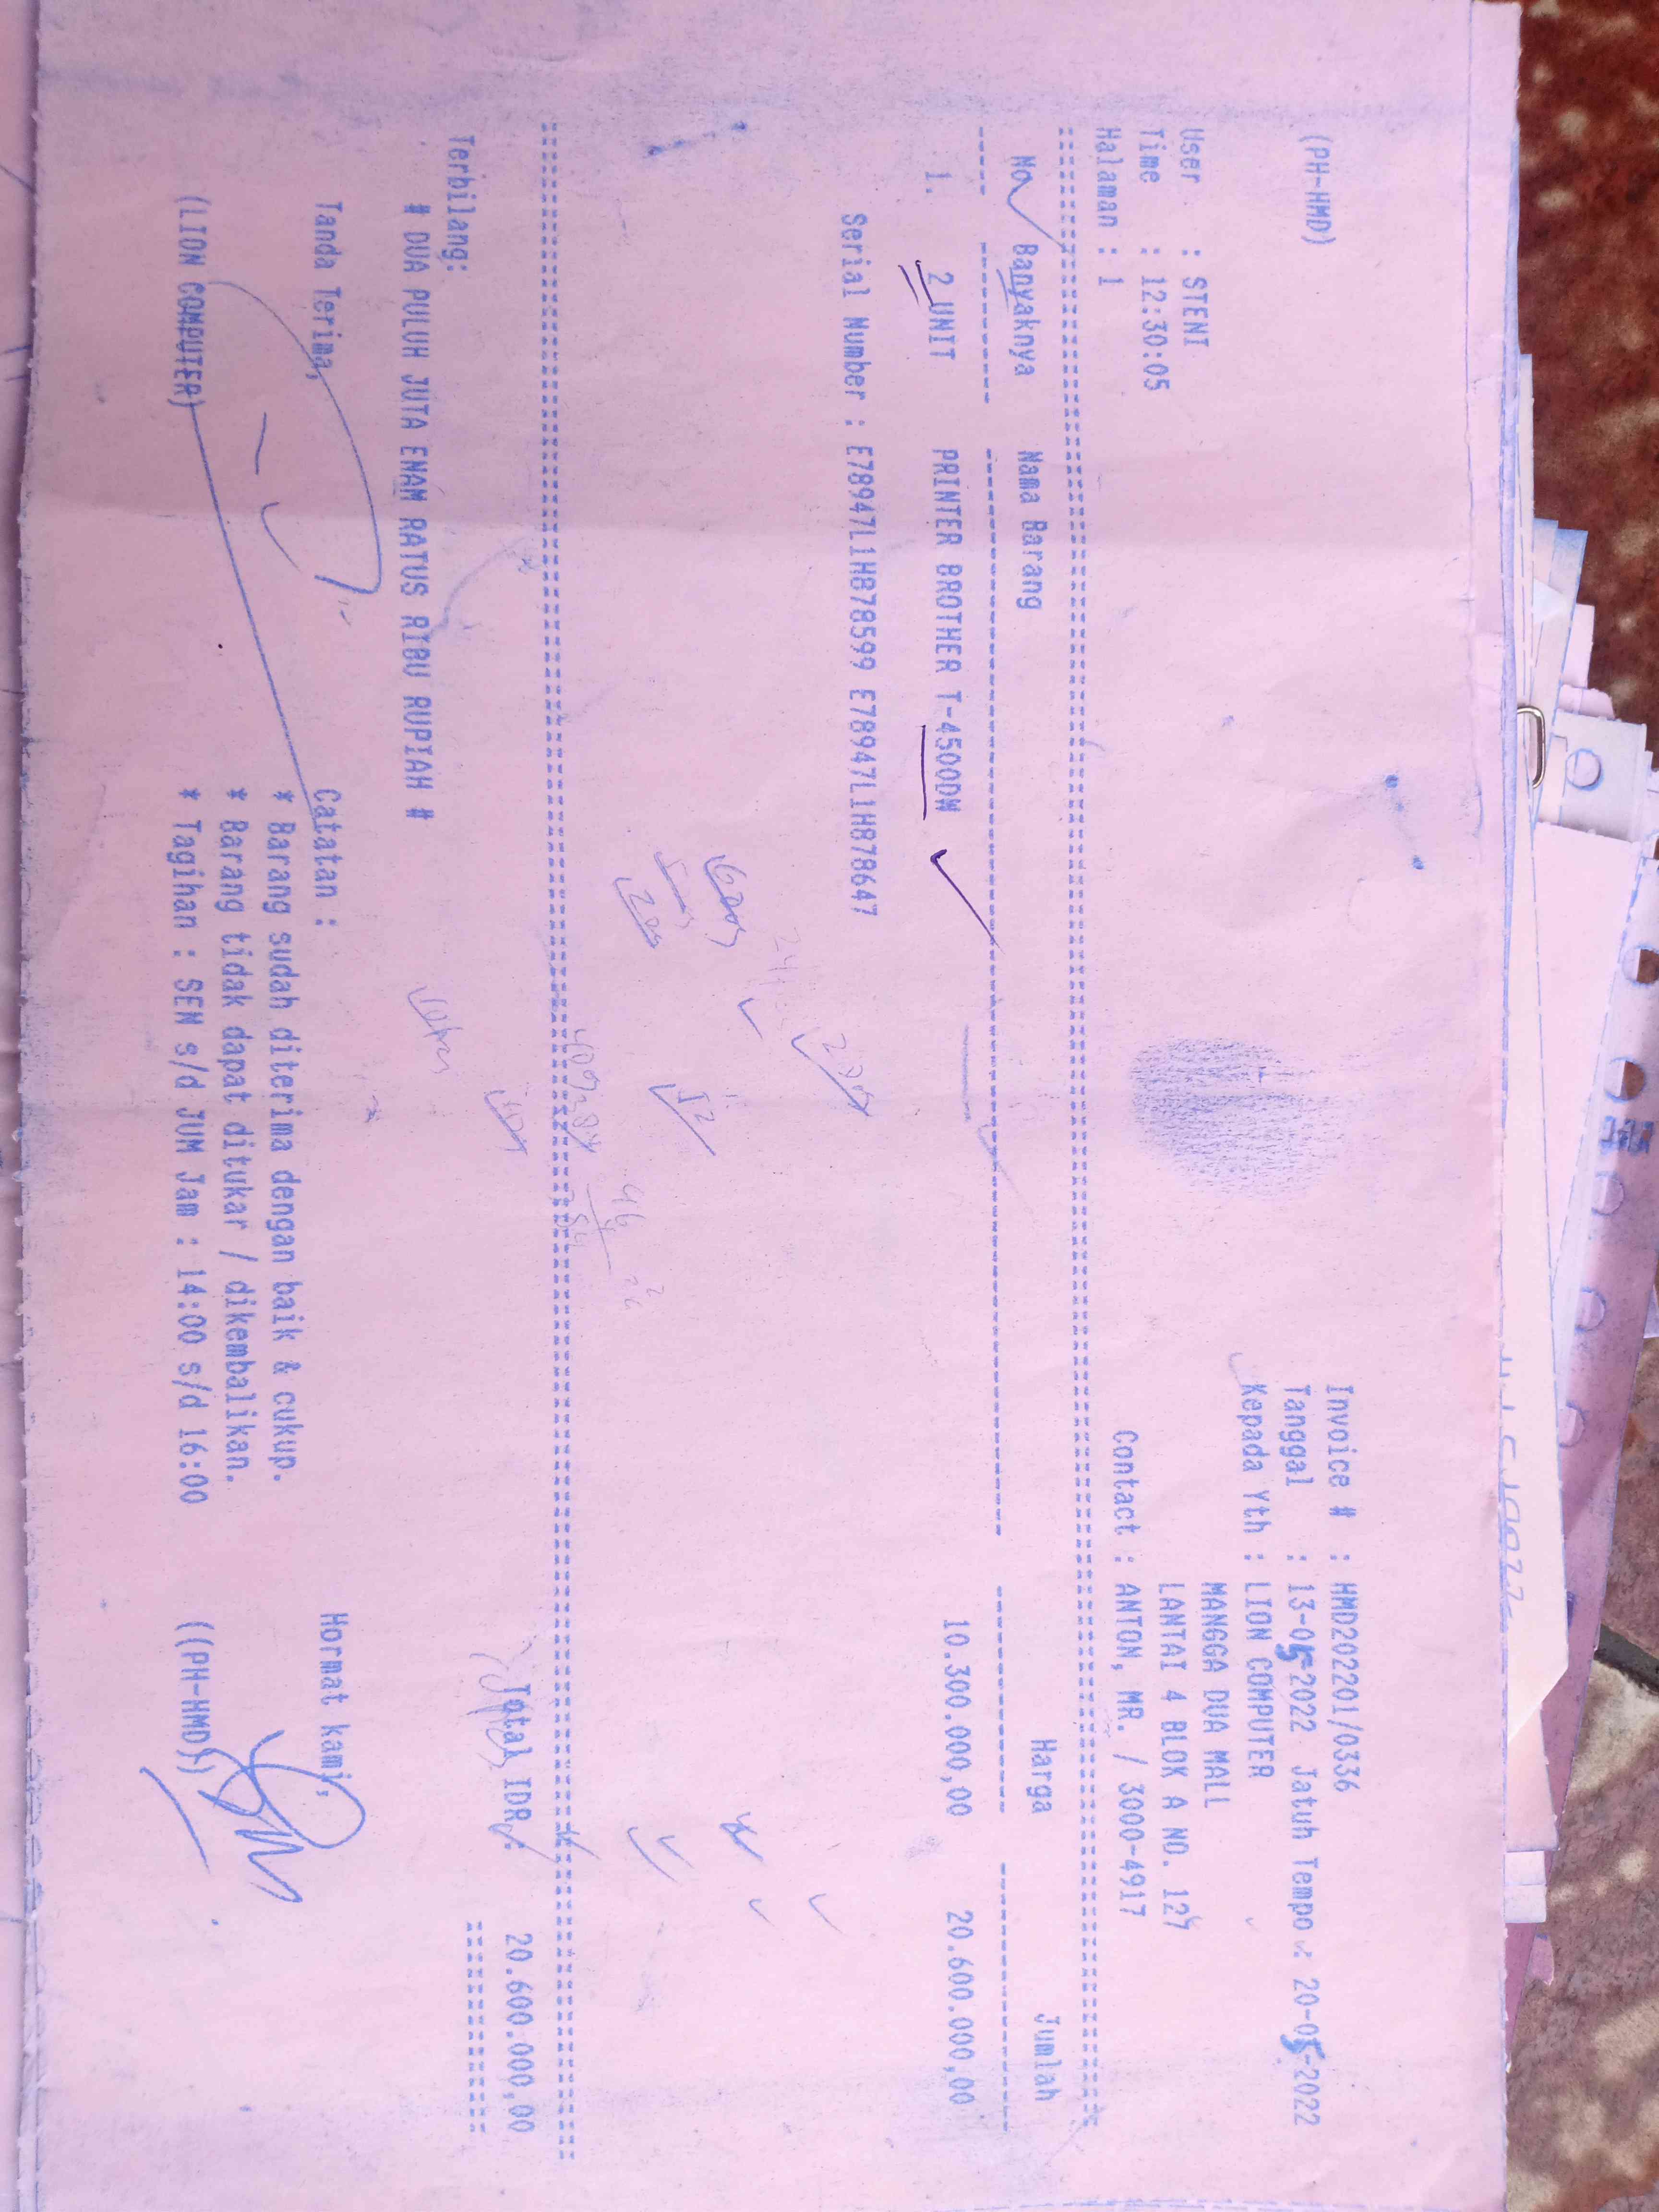 (PH-HMD)
Invoice # : HMD202201/0336
Tanggal : 13-05-2022 Jatuh Tempo : 20-05-2022
User : STENI
Kepada Yth : LION COMPUTER
Time : 12:30:05
MANGGA DUA MALL
Halaman : 1
LANTAI 4 BLOK A NO. 127
Contact : ANTON, MR. / 3000-4917
No Banyaknya Nama Barang Harga Jumlah
1. 2 UNIT PRINTER BROTHER T-4500DW 10.300.000,00 20.600.000,00
Serial Number : E78947L1H878599 E78947L1H878647
Total IDR : 20.600.000,00
Terbilang:
# DUA PULUH JUTA ENAM RATUS RIBU RUPIAH #
Tanda Terima, Catatan : Hormat kami,
* Barang sudah diterima dengan baik & cukup.
* Barang tidak dapat ditukar / dikembalikan.
(LION COMPUTER) * Tagihan : SEN s/d JUM Jam : 14:00 s/d 16:00 ((PH-HMD))